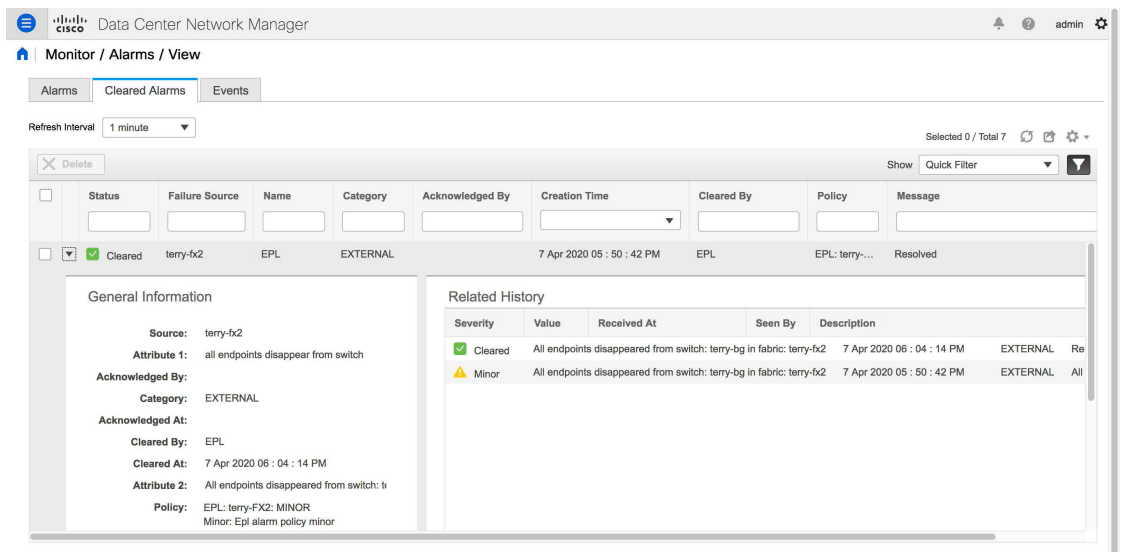 cisco Data Center Network Manager admin
Monitor / Alarms / View
Alarms Cleared Alarms Events
Refresh Interval 1 minute
Selected 0 / Total 7
Delete Show Quick Filter
Status Failure Source Name Category Acknowledged By Creation Time Cleared By Policy Message
Cleared terry-fx2 EPL EXTERNAL 7 Apr 2020 05 : 50 : 42 PM EPL EPL: terry-... Resolved
General Information
Source: terry-fx2
Attribute 1: all endpoints disappear from switch
Acknowledged By:
Category: EXTERNAL
Acknowledged At:
Cleared By: EPL
Cleared At: 7 Apr 2020 06 : 04 : 14 PM
Attribute 2: All endpoints disappeared from switch:
Policy: EPL: terry-FX2: MINOR
Minor: Epl alarm policy minor
Related History
Severity Value Received At Seen By Description
Cleared All endpoints disappeared from switch: terry-bg in fabric: terry-fx2 7 Apr 2020 06 : 04 : 14 PM EXTERNAL Re
Minor All endpoints disappeared from switch: terry-bg in fabric: terry-fx2 7 Apr 2020 05 : 50 : 42 PM EXTERNAL All